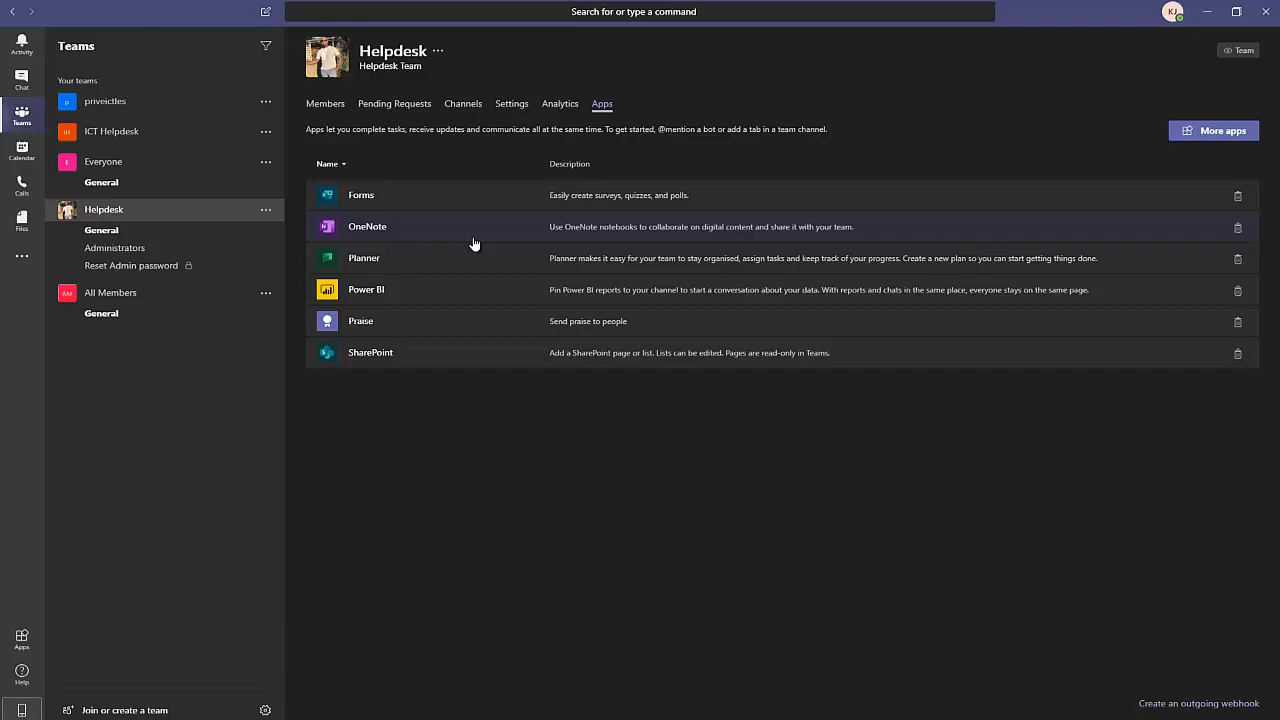 Search for or type a command
KJ
Activity
Chat
Teams
Calendar
Calls
Files
Apps
Help
Teams
Your teams
p priveictles
IH ICT Helpdesk
E Everyone
General
Helpdesk
General
Administrators
Reset Admin password
AM All Members
General
Join or create a team
Helpdesk
Helpdesk Team
Team
Members Pending Requests Channels Settings Analytics Apps
Apps let you complete tasks, receive updates and communicate all at the same time. To get started, @mention a bot or add a tab in a team channel.
More apps
Name Description
Forms Easily create surveys, quizzes, and polls.
OneNote Use OneNote notebooks to collaborate on digital content and share it with your team.
Planner Planner makes it easy for your team to stay organised, assign tasks and keep track of your progress. Create a new plan so you can start getting things done.
Power BI Pin Power BI reports to your channel to start a conversation about your data. With reports and chats in the same place, everyone stays on the same page.
Praise Send praise to people
SharePoint Add a SharePoint page or list. Lists can be edited. Pages are read-only in Teams.
Create an outgoing webhook